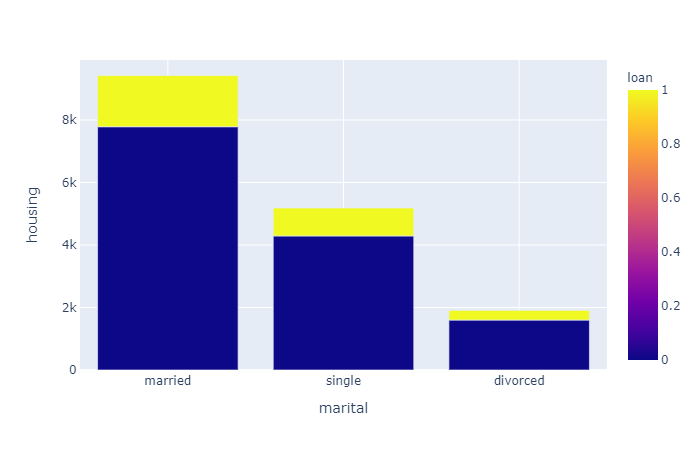 loan
1
0.8
0.6
0.4
0.2
0
housing
8k
6k
4k
2k
0
married single divorced
marital